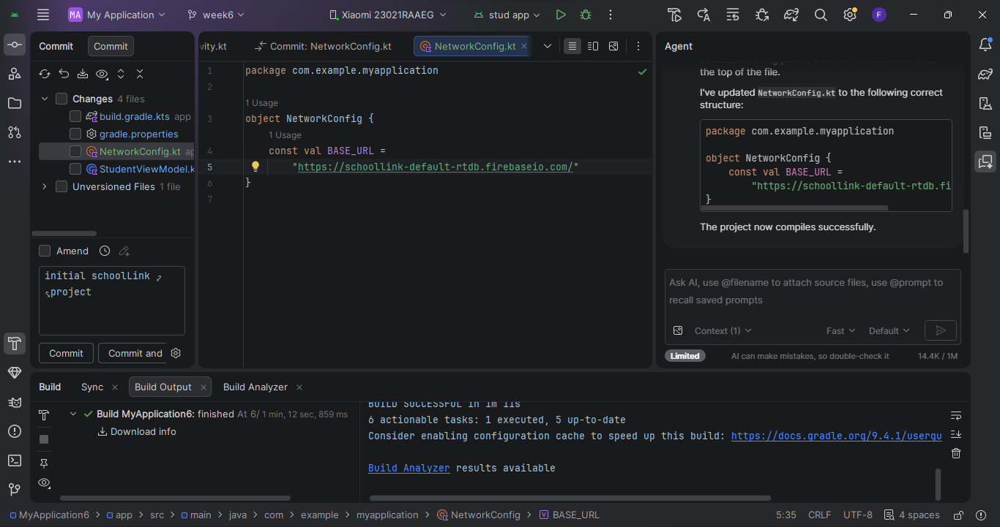 MA My Application
week6
Xiaomi 23021RAAEG
stud app
F
Commit
Commit
vity.kt
Commit: NetworkConfig.kt
NetworkConfig.kt
Agent
Changes 4 files
build.gradle.kts app
gradle.properties
NetworkConfig.kt ap
StudentViewModel.k
Unversioned Files 1 file
Amend
initial schoolLink
project
Commit
Commit and
1 package com.example.myapplication
2
1 Usage
3 object NetworkConfig {
1 Usage
4 const val BASE_URL =
5 "https://schoollink-default-rtdb.firebaseio.com/"
6 }
7
the top of the file.
I've updated NetworkConfig.kt to the following correct
structure:
package com.example.myapplication
object NetworkConfig {
const val BASE_URL =
"https://schoollink-default-rtdb.fi
}
The project now compiles successfully.
Ask AI, use @filename to attach source files, use @prompt to
recall saved prompts
Context (1)
Fast
Default
Limited
AI can make mistakes, so double-check it
14.4K / 1M
Build
Sync
Build Output
Build Analyzer
Build MyApplication6: finished At 6/ 1 min, 12 sec, 859 ms
Download info
BUILD SUCCESSFUL in 1m 11s
6 actionable tasks: 1 executed, 5 up-to-date
Consider enabling configuration cache to speed up this build: https://docs.gradle.org/9.4.1/usergu
Build Analyzer results available
MyApplication6 > app > src > main > java > com > example > myapplication > NetworkConfig > BASE_URL
5:35
CRLF
UTF-8
4 spaces